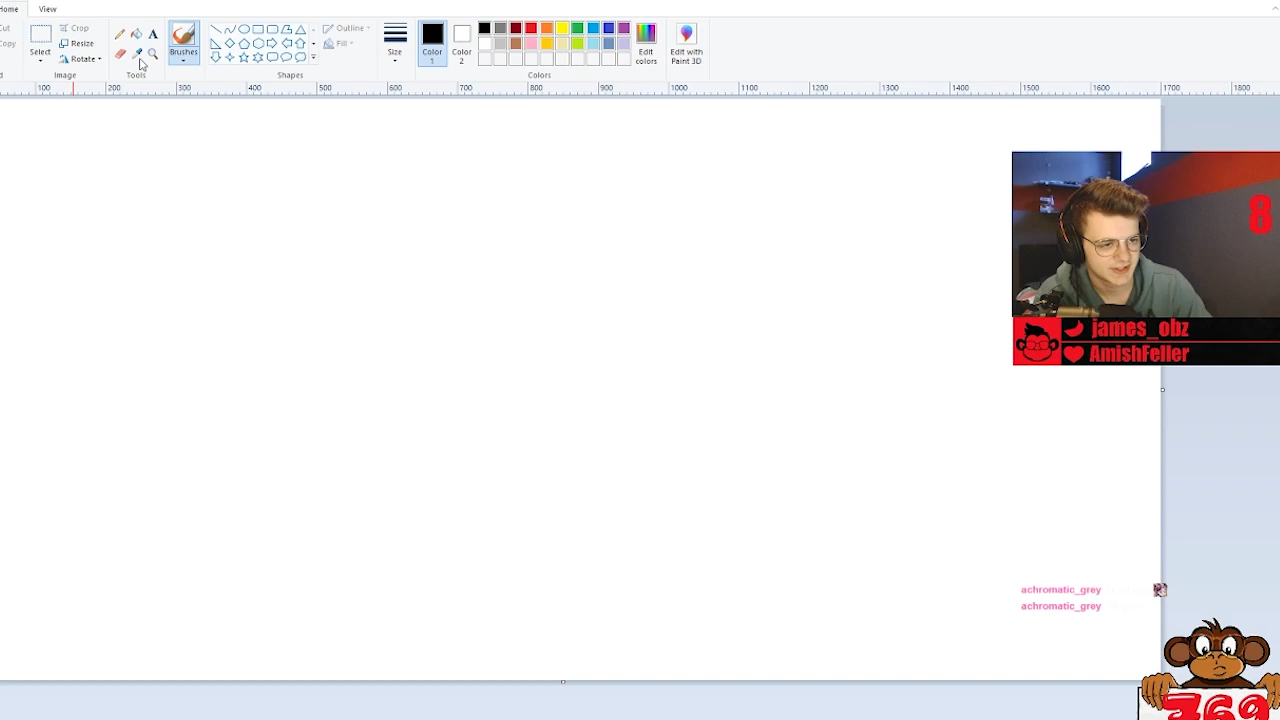 Home View
Cut
Copy
Select
Crop
Resize
Rotate
Image
A
Tools
Brushes
Outline
Fill
Shapes
Size
Color
1
Color
2
Edit
colors
Colors
Edit with
Paint 3D
100 200 300 400 500 600 700 800 900 1000 1100 1200 1300 1400 1500 1600 1700 1800
8
james_obz
AmishFeller
achromatic_grey
achromatic_grey
769